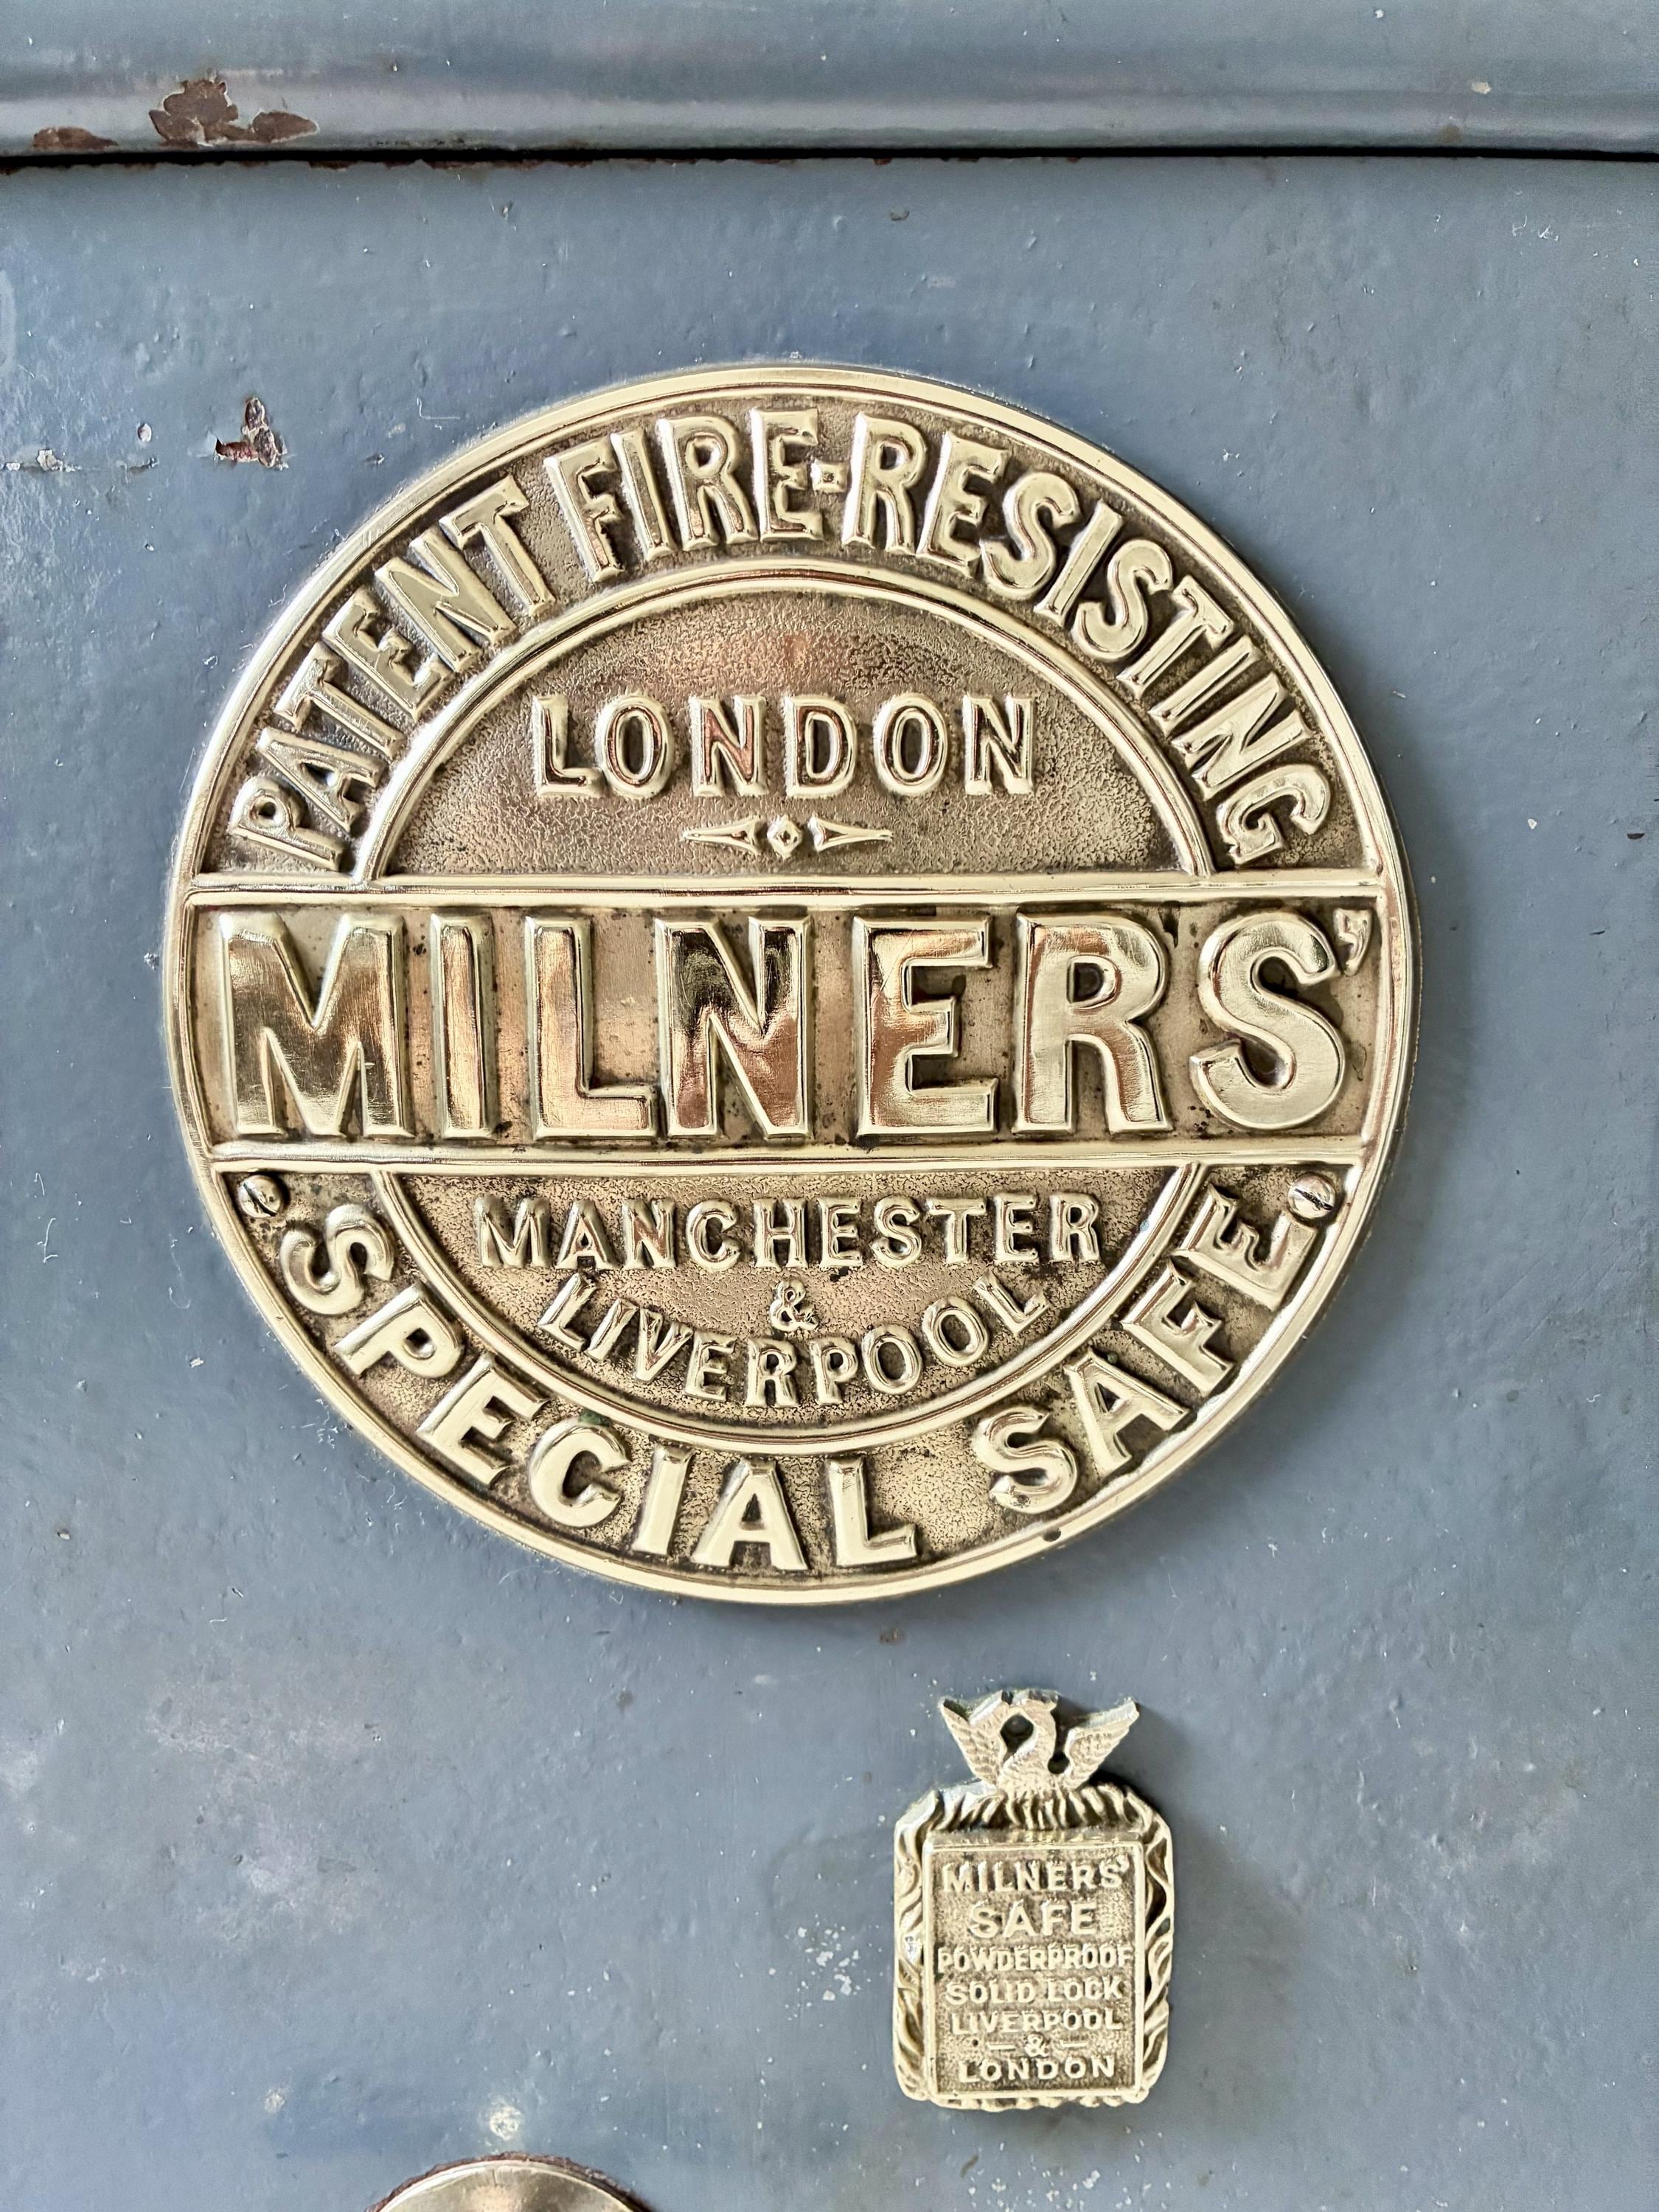 PATENT FIRE-RESISTING
LONDON
MILNERS'
MANCHESTER
&
LIVERPOOL
SPECIAL SAFE
MILNERS'
SAFE
POWDERPROOF
SOLID LOCK
LIVERPOOL
— & —
LONDON